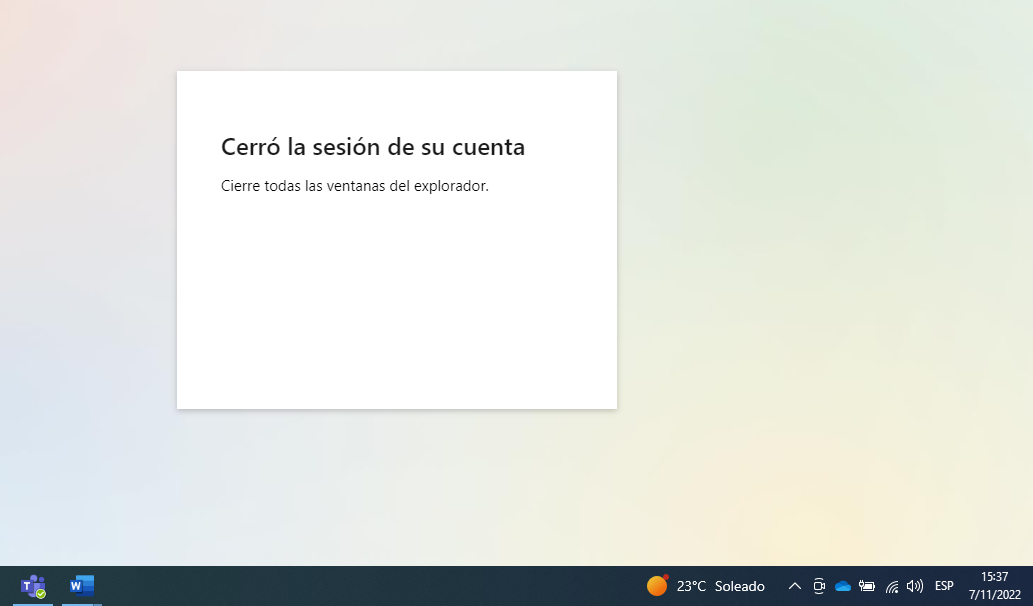 Cerró la sesión de su cuenta
Cierre todas las ventanas del explorador.
T
W
23°C Soleado
ESP
15:37
7/11/2022